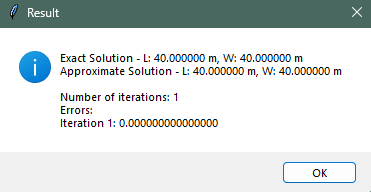 Result
Exact Solution - L: 40.000000 m, W: 40.000000 m
Approximate Solution - L: 40.000000 m, W: 40.000000 m
Number of iterations: 1
Errors:
Iteration 1: 0.000000000000000
OK